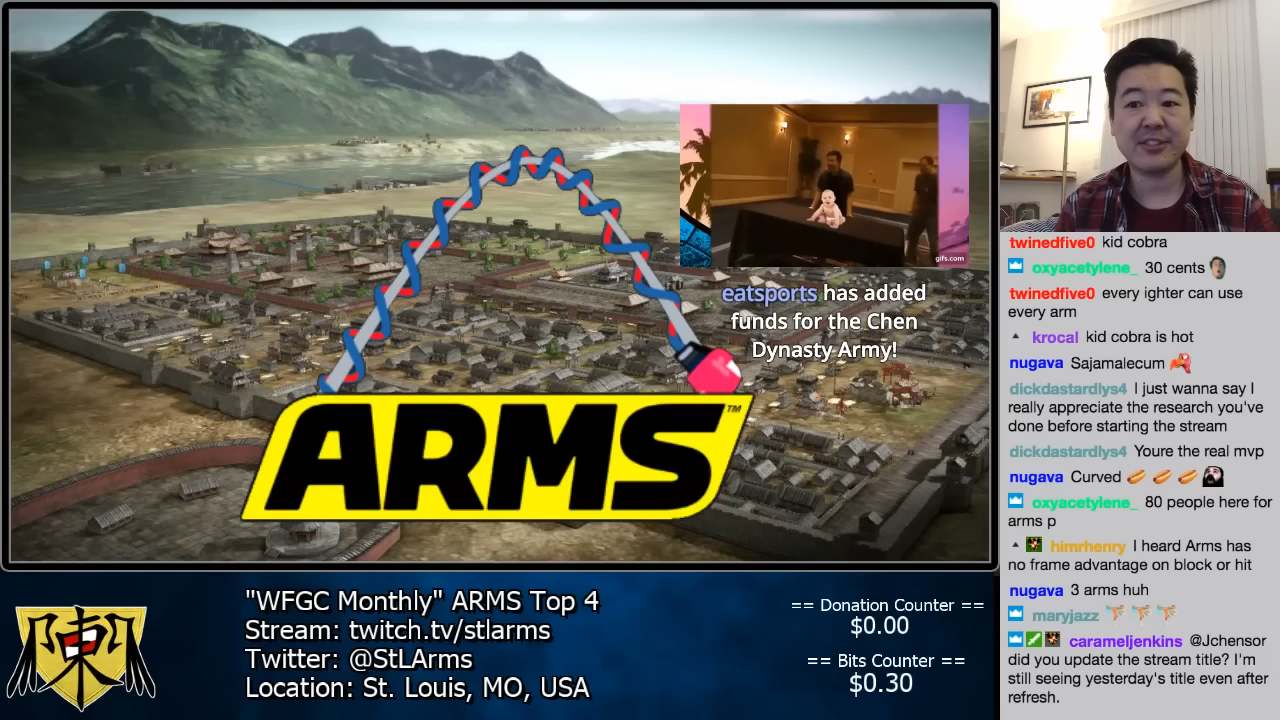 gifs.com
eatsports has added
funds for the Chen
Dynasty Army!
ARMS™
"WFGC Monthly" ARMS Top 4
Stream: twitch.tv/stlarms
Twitter: @StLArms
Location: St. Louis, MO, USA
== Donation Counter ==
$0.00
== Bits Counter ==
$0.30
twinedfive0 kid cobra
oxyacetylene_ 30 cents
twinedfive0 every ighter can use
every arm
krocal kid cobra is hot
nugava Sajamalecum
dickdastardlys4 I just wanna say I
really appreciate the research you've
done before starting the stream
dickdastardlys4 Youre the real mvp
nugava Curved
oxyacetylene_ 80 people here for
arms p
himrhenry I heard Arms has
no frame advantage on block or hit
nugava 3 arms huh
maryjazz
carameljenkins @Jchensor
did you update the stream title? I'm
still seeing yesterday's title even after
refresh.